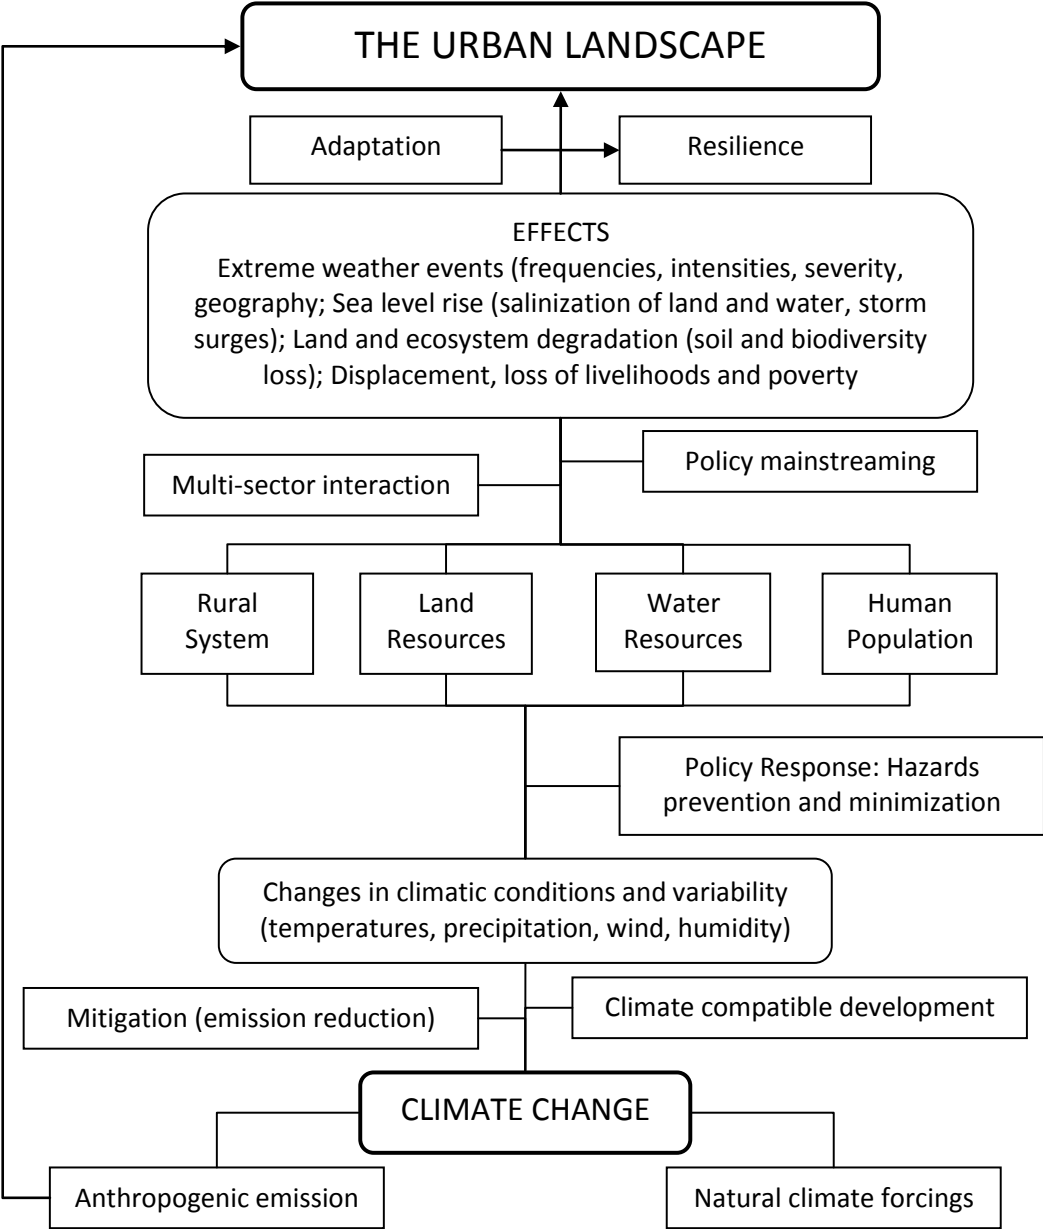 THE URBAN LANDSCAPE
Adaptation
Resilience
EFFECTS
Extreme weather events (frequencies, intensities, severity,
geography; Sea level rise (salinization of land and water, storm
surges); Land and ecosystem degradation (soil and biodiversity
loss); Displacement, loss of livelihoods and poverty
Policy mainstreaming
Multi-sector interaction
Rural
System
Land
Resources
Water
Resources
Human
Population
Policy Response: Hazards
prevention and minimization
Changes in climatic conditions and variability
(temperatures, precipitation, wind, humidity)
Mitigation (emission reduction)
Climate compatible development
CLIMATE CHANGE
Anthropogenic emission
Natural climate forcings